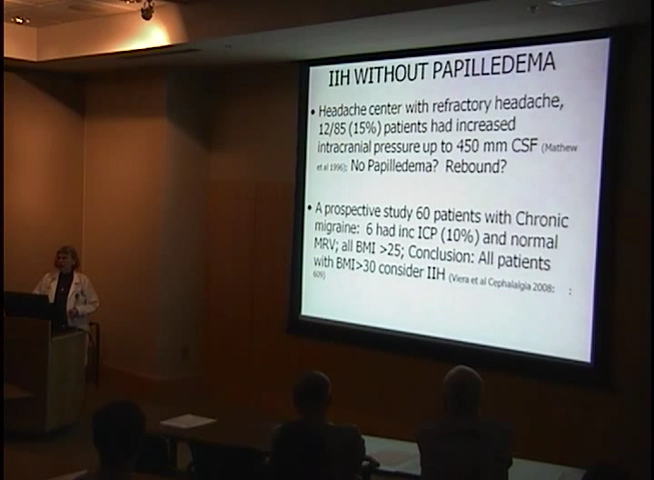 IIH WITHOUT PAPILLEDEMA
• Headache center with refractory headache,
12/85 (15%) patients had increased
intracranial pressure up to 450 mm CSF (Mathew
et al 1996): No Papilledema? Rebound?
• A prospective study 60 patients with Chronic
migraine: 6 had inc ICP (10%) and normal
MRV; all BMI >25; Conclusion: All patients
with BMI>30 consider IIH (Viera et al Cephalalgia 2008: :
609)